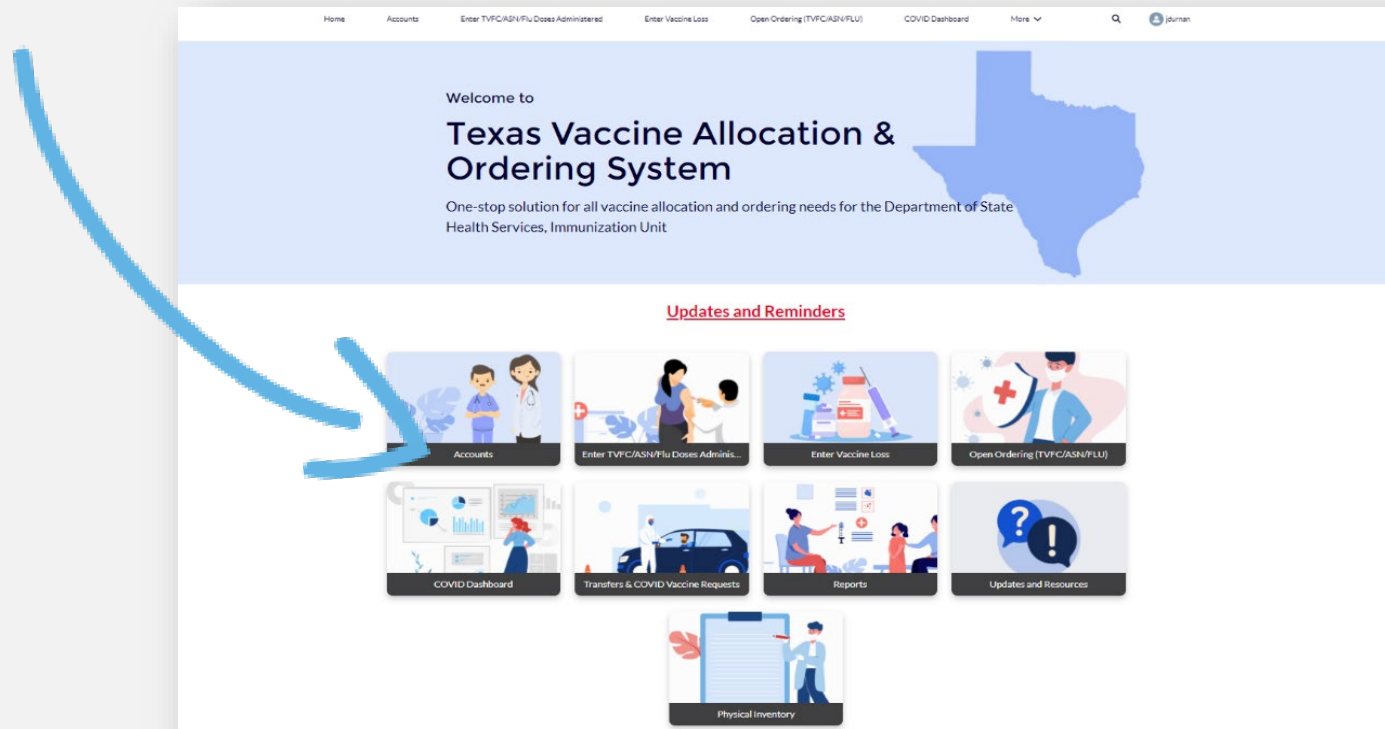 Home Accounts Enter TVFC/ASN/Flu Doses Administered Enter Vaccine Loss Open Ordering (TVFC/ASN/FLU) COVID Dashboard More jdurnan
Welcome to
Texas Vaccine Allocation &
Ordering System
One-stop solution for all vaccine allocation and ordering needs for the Department of State
Health Services, Immunization Unit
Updates and Reminders
Accounts Enter TVFC/ASN/Flu Doses Adminis... Enter Vaccine Loss Open Ordering (TVFC/ASN/FLU)
COVID Dashboard Transfers & COVID Vaccine Requests Reports Updates and Resources
Physical Inventory